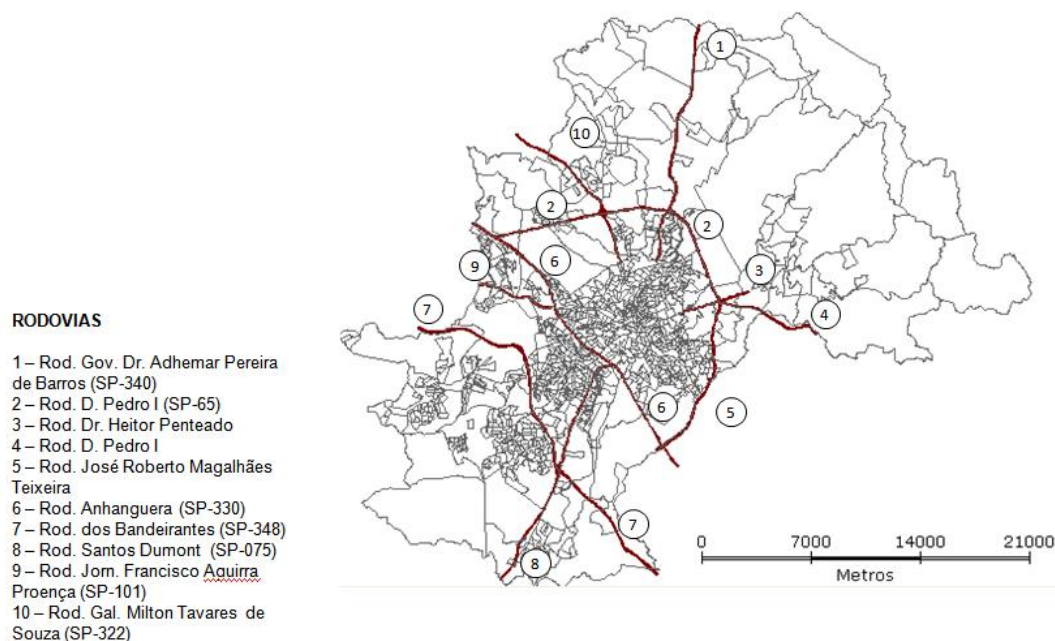 RODOVIAS
1 – Rod. Gov. Dr. Adhemar Pereira
de Barros (SP-340)
2 – Rod. D. Pedro I (SP-65)
3 – Rod. Dr. Heitor Penteado
4 – Rod. D. Pedro I
5 – Rod. José Roberto Magalhães
Teixeira
6 – Rod. Anhanguera (SP-330)
7 – Rod. dos Bandeirantes (SP-348)
8 – Rod. Santos Dumont (SP-075)
9 – Rod. Jorn. Francisco Aguirra
Proença (SP-101)
10 – Rod. Gal. Milton Tavares de
Souza (SP-322)
1
10
2
2
9
6
3
7
4
6
5
7
8
0 7000 14000 21000
Metros